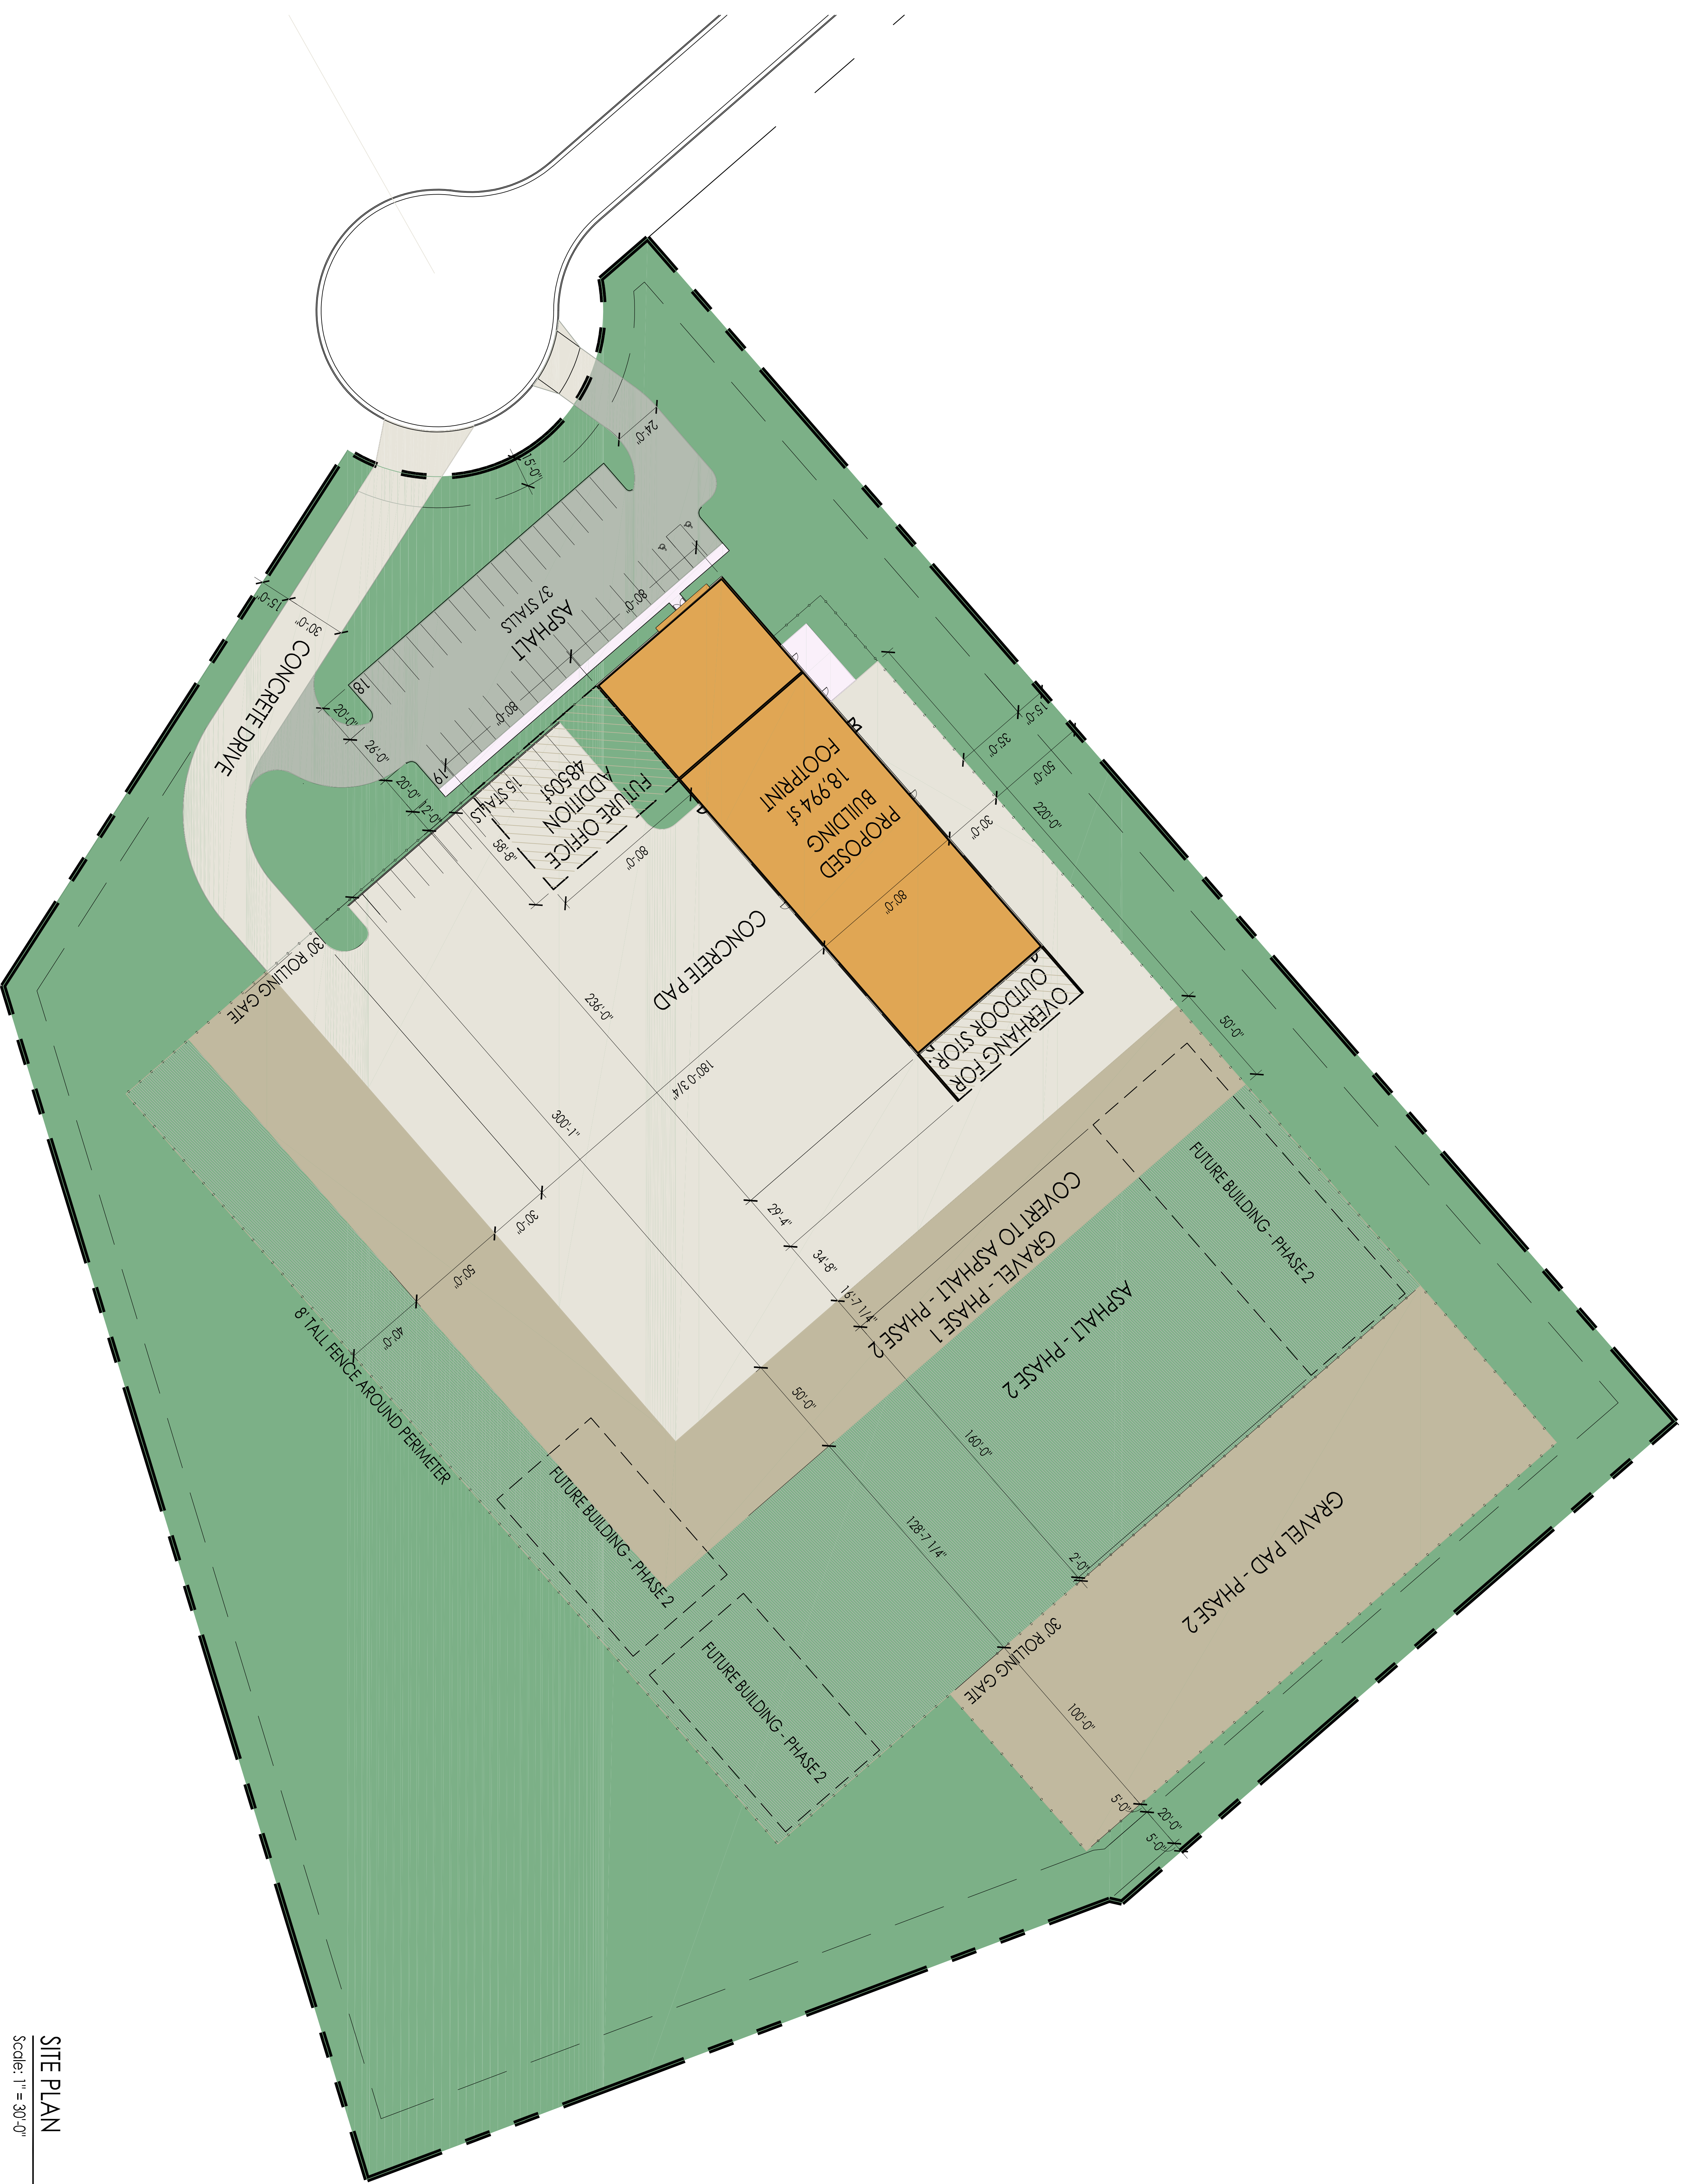 24'-0"
15'-0"
15'-0"
30'-0"
CONCRETE DRIVE
ASPHALT
37 STALLS
80'-0"
80'-0"
18
19
20'-0"
26'-0"
20'-0"
12'-0"
15 STALLS
58'-8"
FUTURE OFFICE
ADDITION
4850sf
80'-0"
PROPOSED
BUILDING
18,994 sf
FOOTPRINT
80'-0"
30'-0"
35'-0"
15'-0"
50'-0"
220'-0"
50'-0"
OVERHANG FOR
OUTDOOR STOR.
CONCRETE PAD
30' ROLLING GATE
236'-0"
180'-0 3/4"
300'-1"
29'-4"
34'-8"
16'-7 1/4"
30'-0"
50'-0"
40'-0"
8' TALL FENCE AROUND PERIMETER
GRAVEL - PHASE 1
COVERT TO ASPHALT - PHASE 2
FUTURE BUILDING - PHASE 2
ASPHALT - PHASE 2
50'-0"
160'-0"
128'-7 1/4"
2'-0"
FUTURE BUILDING - PHASE 2
FUTURE BUILDING - PHASE 2
30' ROLLING GATE
GRAVEL PAD - PHASE 2
100'-0"
5'-0"
20'-0"
5'-0"
SITE PLAN
Scale: 1" = 30'-0"